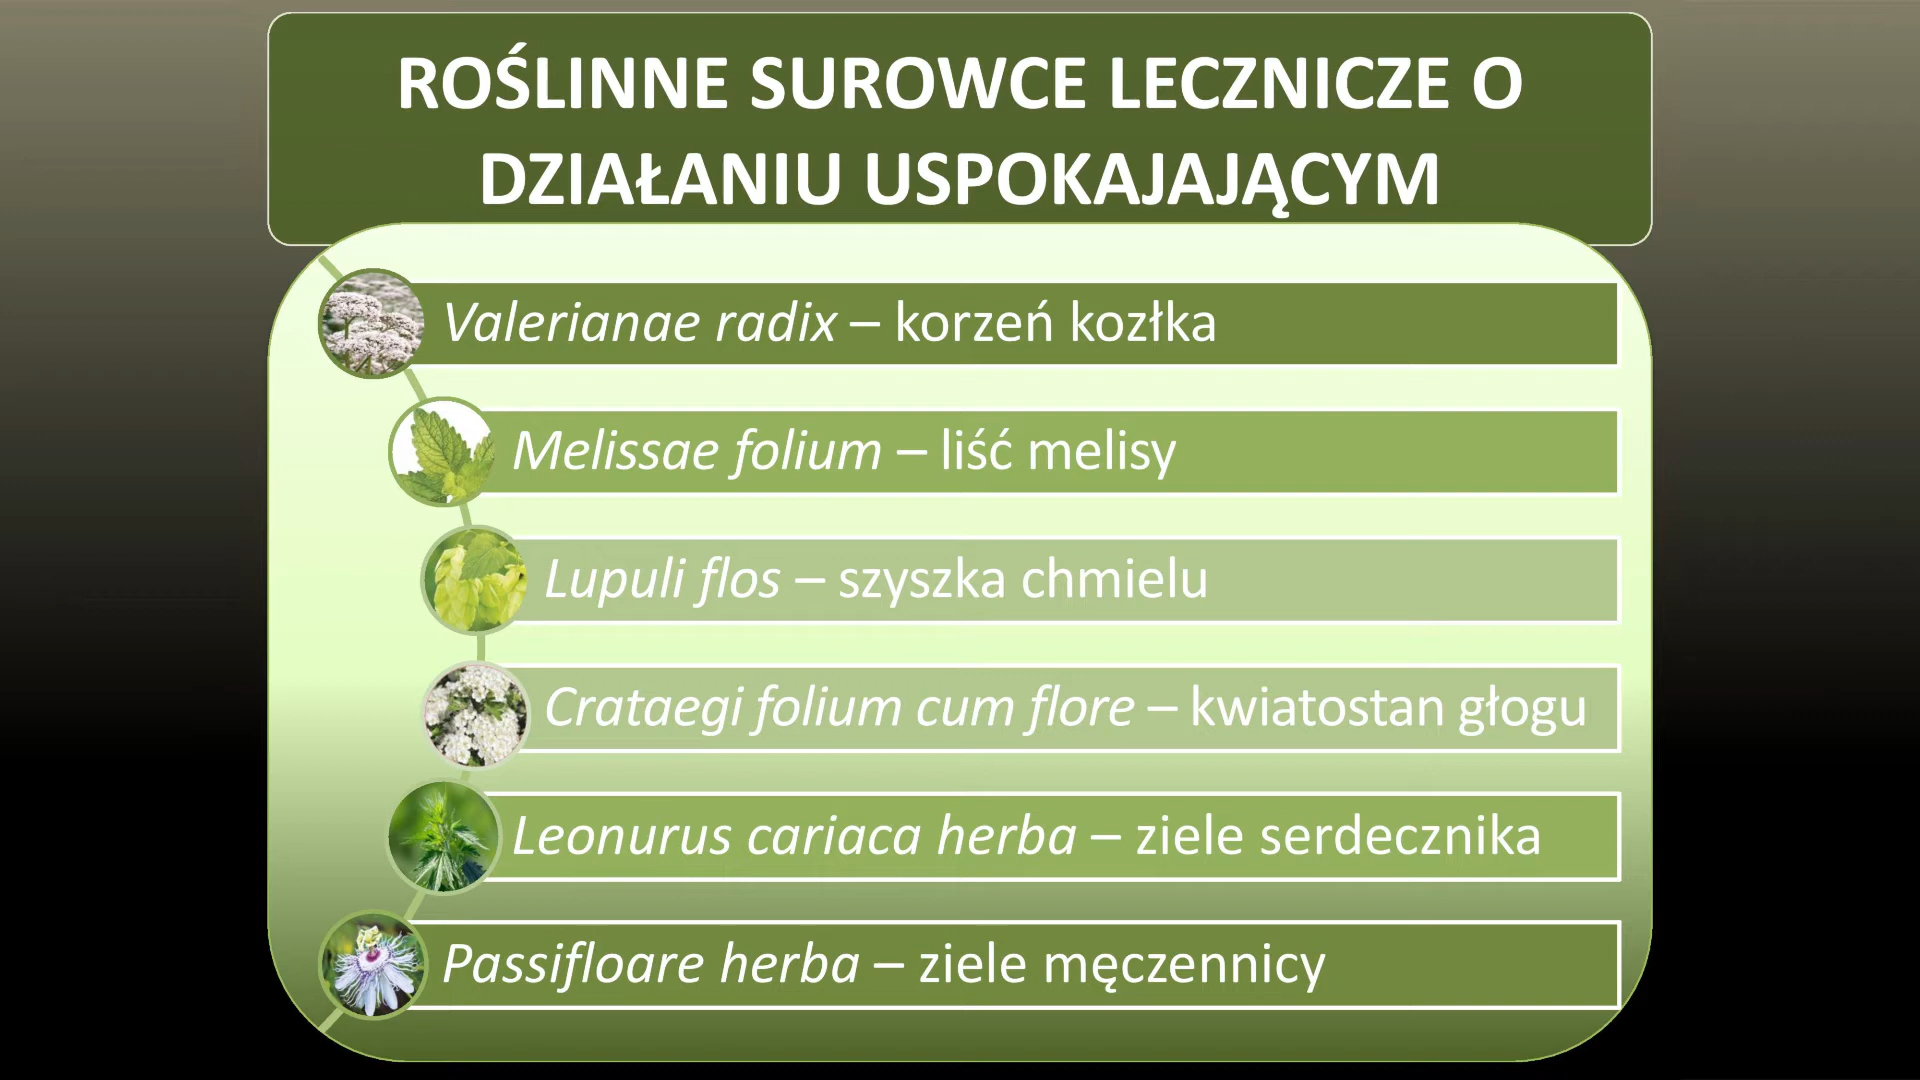 ROŚLINNE SUROWCE LECZNICZE O
DZIAŁANIU USPOKAJAJĄCYM
Valerianae radix – korzeń kozłka
Melissae folium – liść melisy
Lupuli flos – szyszka chmielu
Crataegi folium cum flore – kwiatostan głogu
Leonurus cariaca herba – ziele serdecznika
Passifloare herba – ziele męczennicy